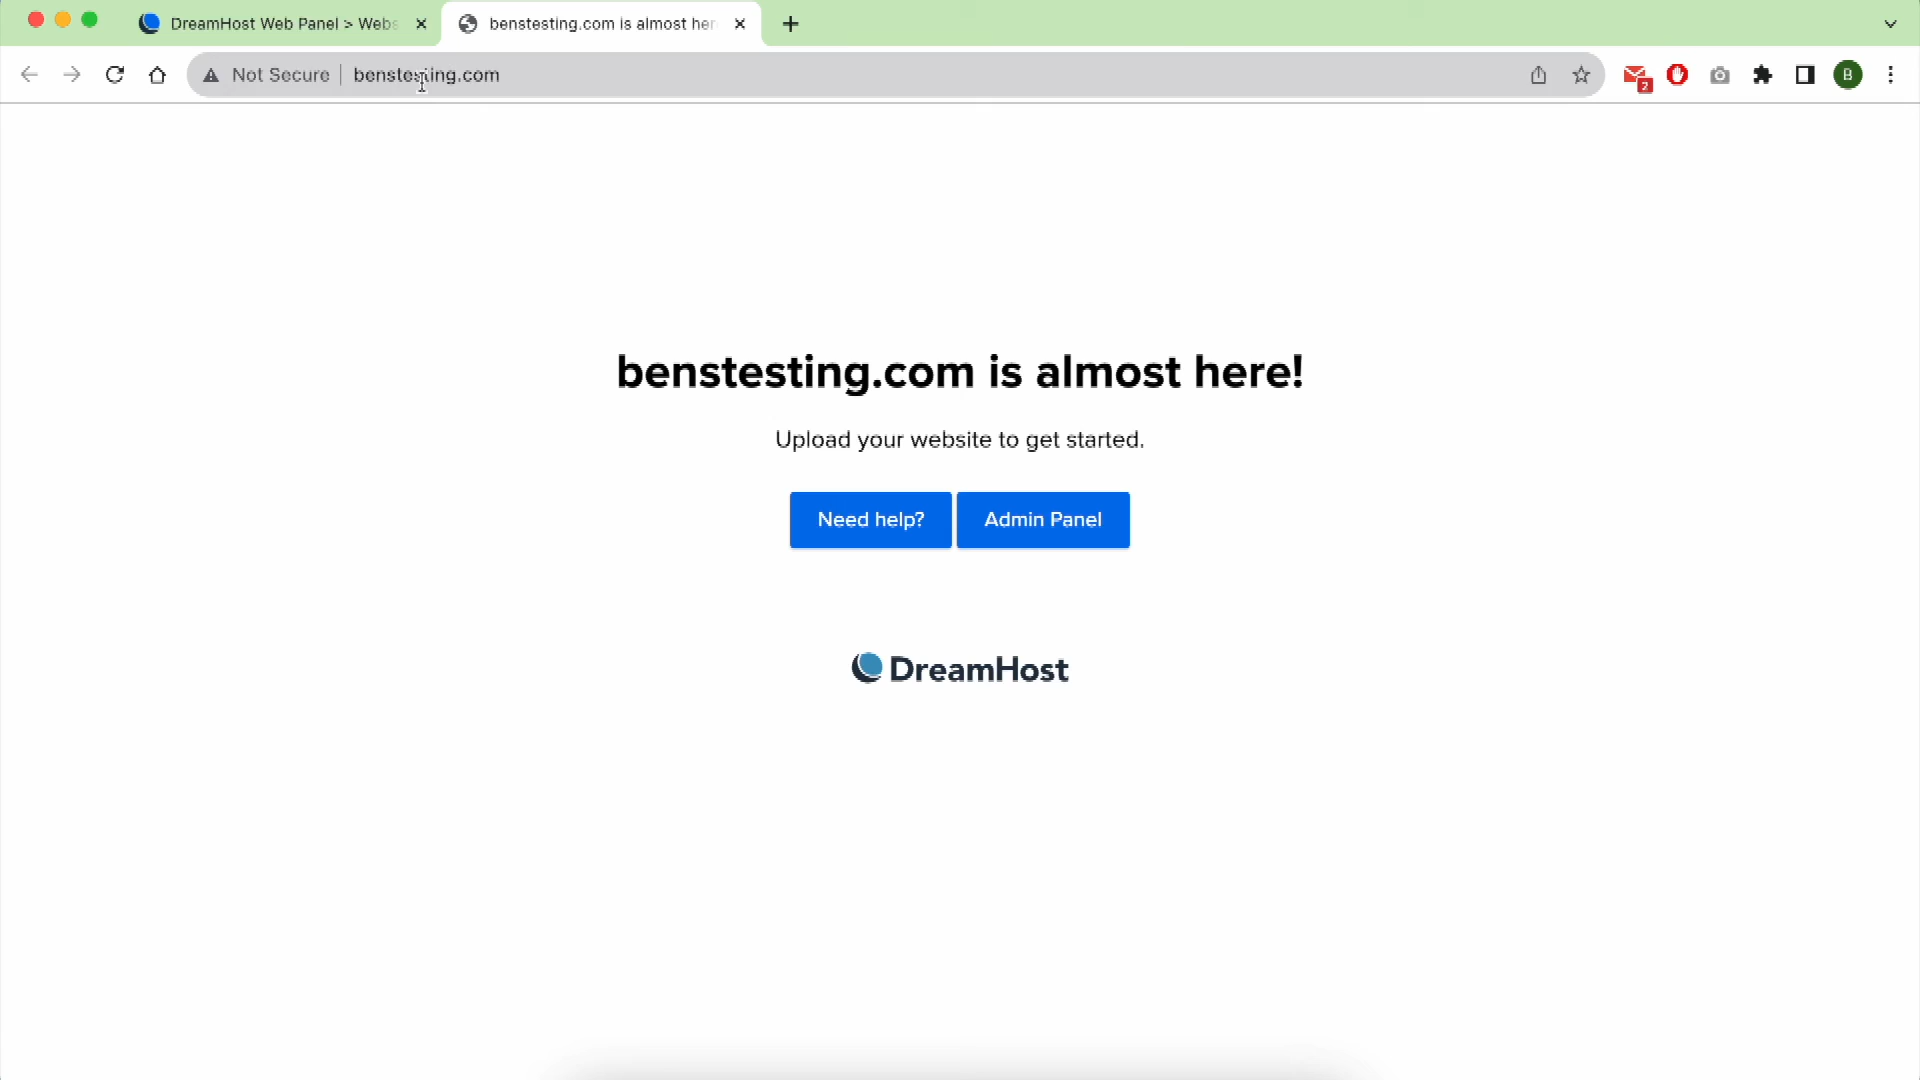 DreamHost Web Panel > Webs
benstesting.com is almost her
Not Secure | benstesting.com
2
B
benstesting.com is almost here!
Upload your website to get started.
Need help? Admin Panel
DreamHost